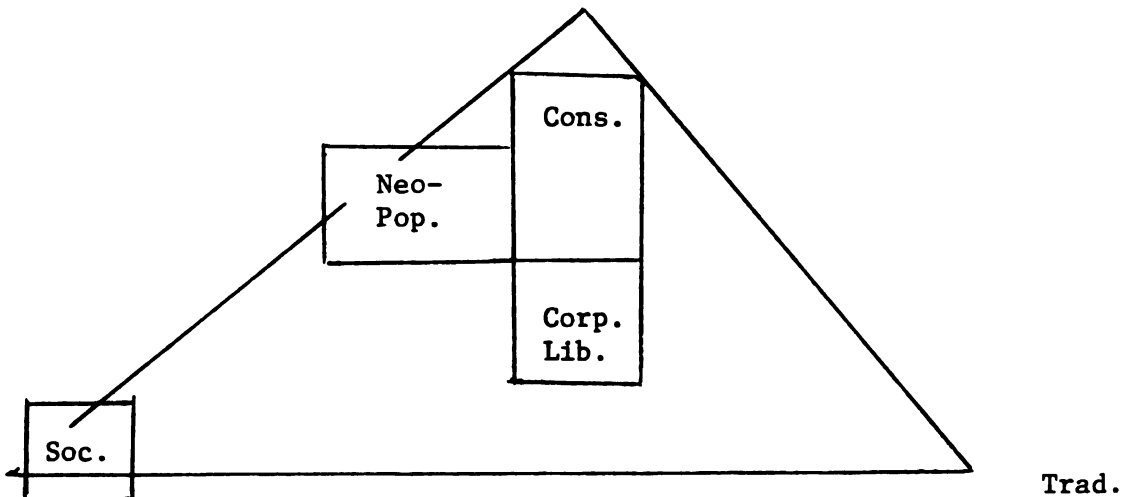 Cons.
Neo-
Pop.
Corp.
Lib.
Soc.
Trad.